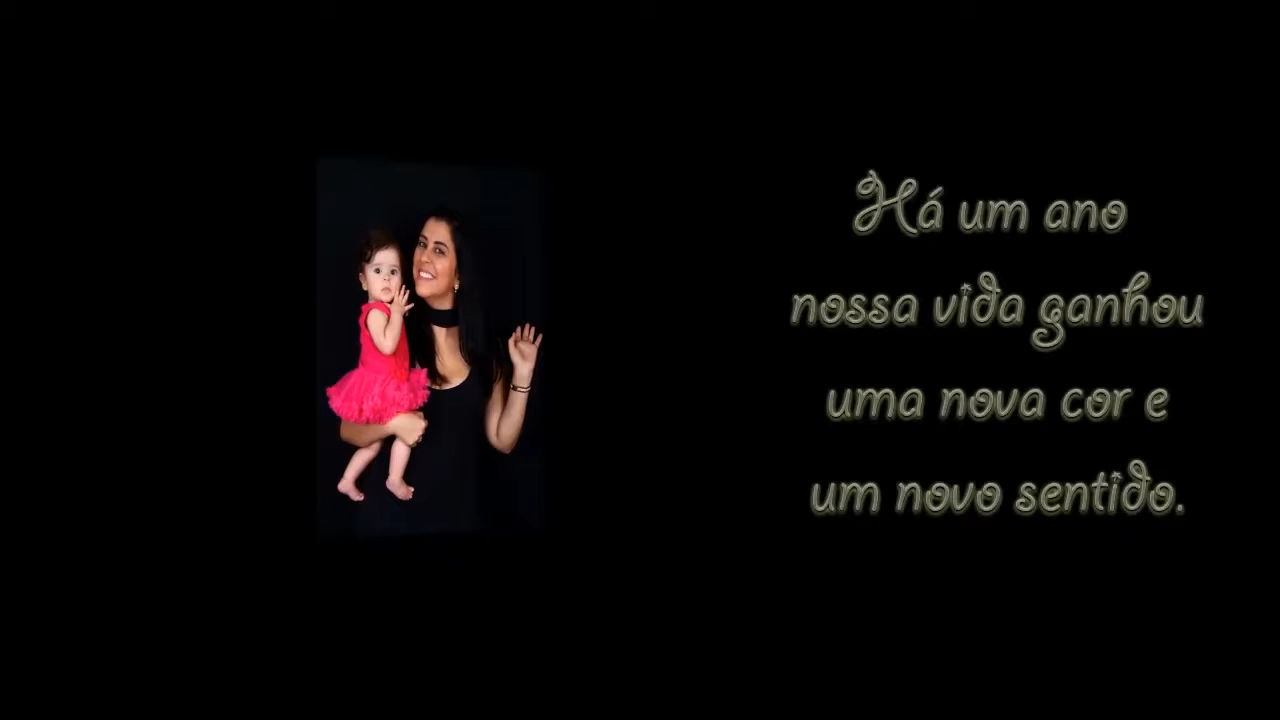 Há um ano
nossa vida ganhou
uma nova cor e
um novo sentido.